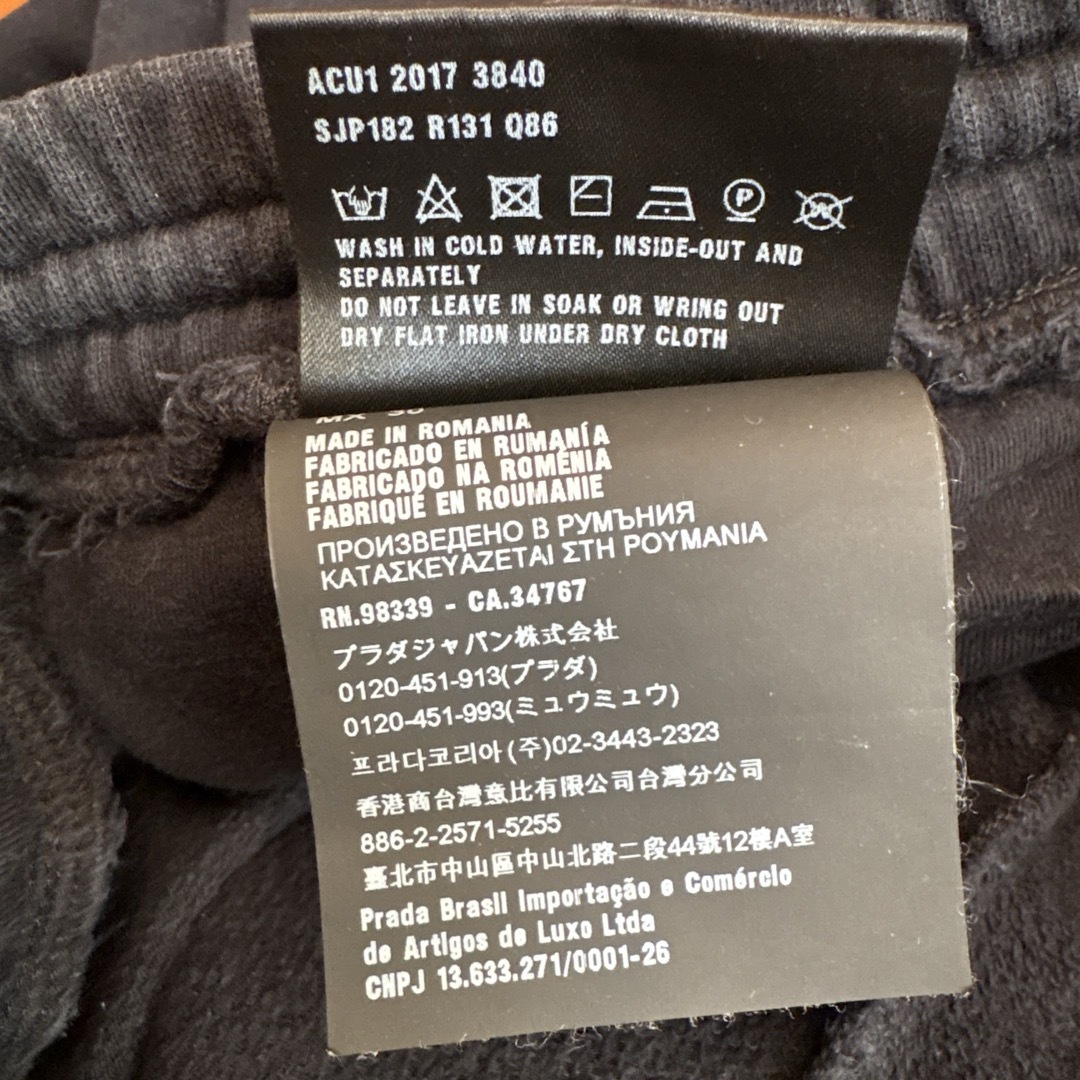 ACU1 2017 3840
SJP182 R131 Q86
WASH IN COLD WATER, INSIDE-OUT AND
SEPARATELY
DO NOT LEAVE IN SOAK OR WRING OUT
DRY FLAT IRON UNDER DRY CLOTH
MADE IN ROMANIA
FABRICADO EN RUMANÍA
FABRICADO NA ROMÉNIA
FABRIQUÉ EN ROUMANIE
ПРОИЗВЕДЕНО В РУМЪНИЯ
ΚΑΤΑΣΚΕΥΑΖΕΤΑΙ ΣΤΗ ΡΟΥΜΑΝΙΑ
RN.98339 - CA.34767
プラダジャパン株式会社
0120-451-913(プラダ)
0120-451-993(ミュウミュウ)
프라다코리아(주)02-3443-2323
香港商台灣意比有限公司台灣分公司
886-2-2571-5255
臺北市中山區中山北路二段44號12樓A室
Prada Brasil Importação e Comércio
de Artigos de Luxo Ltda
CNPJ 13.633.271/0001-26